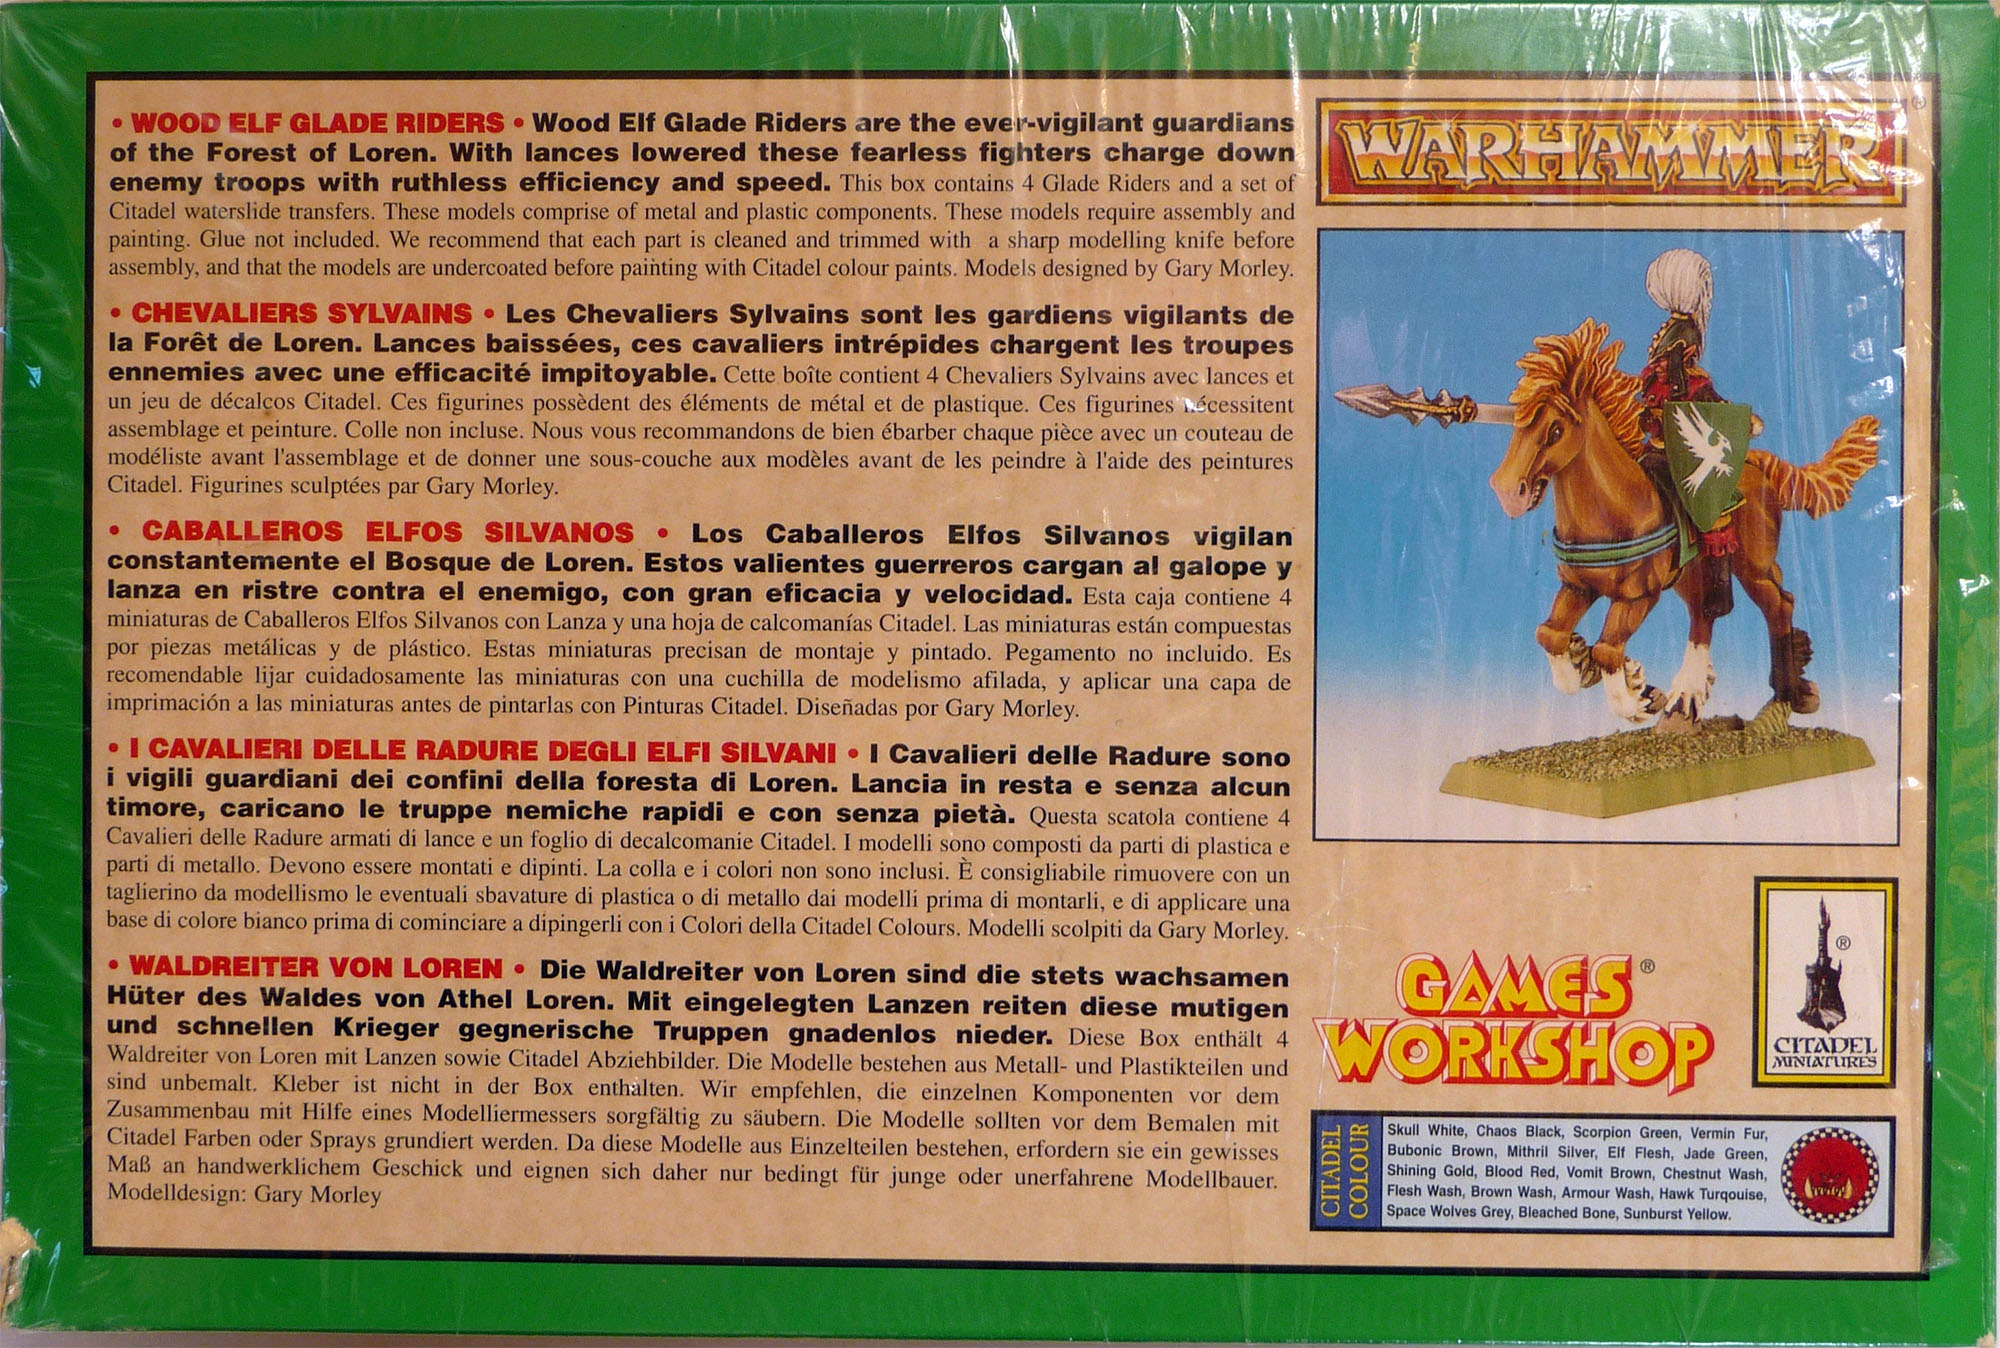 • WOOD ELF GLADE RIDERS • Wood Elf Glade Riders are the ever-vigilant guardians
of the Forest of Loren. With lances lowered these fearless fighters charge down
enemy troops with ruthless efficiency and speed. This box contains 4 Glade Riders and a set of
Citadel waterslide transfers. These models comprise of metal and plastic components. These models require assembly and
painting. Glue not included. We recommend that each part is cleaned and trimmed with a sharp modelling knife before
assembly, and that the models are undercoated before painting with Citadel colour paints. Models designed by Gary Morley.
• CHEVALIERS SYLVAINS • Les Chevaliers Sylvains sont les gardiens vigilants de
la Forêt de Loren. Lances baissées, ces cavaliers intrépides chargent les troupes
ennemies avec une efficacité impitoyable. Cette boîte contient 4 Chevaliers Sylvains avec lances et
un jeu de décalcos Citadel. Ces figurines possèdent des éléments de métal et de plastique. Ces figurines nécessitent
assemblage et peinture. Colle non incluse. Nous vous recommandons de bien ébarber chaque pièce avec un couteau de
modéliste avant l'assemblage et de donner une sous-couche aux modèles avant de les peindre à l'aide des peintures
Citadel. Figurines sculptées par Gary Morley.
• CABALLEROS ELFOS SILVANOS • Los Caballeros Elfos Silvanos vigilan
constantemente el Bosque de Loren. Estos valientes guerreros cargan al galope y
lanza en ristre contra el enemigo, con gran eficacia y velocidad. Esta caja contiene 4
miniaturas de Caballeros Elfos Silvanos con Lanza y una hoja de calcomanías Citadel. Las miniaturas están compuestas
por piezas metálicas y de plástico. Estas miniaturas precisan de montaje y pintado. Pegamento no incluido. Es
recomendable lijar cuidadosamente las miniaturas con una cuchilla de modelismo afilada, y aplicar una capa de
imprimación a las miniaturas antes de pintarlas con Pinturas Citadel. Diseñadas por Gary Morley.
• I CAVALIERI DELLE RADURE DEGLI ELFI SILVANI • I Cavalieri delle Radure sono
i vigili guardiani dei confini della foresta di Loren. Lancia in resta e senza alcun
timore, caricano le truppe nemiche rapidi e con senza pietà. Questa scatola contiene 4
Cavalieri delle Radure armati di lance e un foglio di decalcomanie Citadel. I modelli sono composti da parti di plastica e
parti di metallo. Devono essere montati e dipinti. La colla e i colori non sono inclusi. È consigliabile rimuovere con un
taglierino da modellismo le eventuali sbavature di plastica o di metallo dai modelli prima di montarli, e di applicare una
base di colore bianco prima di cominciare a dipingerli con i Colori della Citadel Colours. Modelli scolpiti da Gary Morley.
• WALDREITER VON LOREN • Die Waldreiter von Loren sind die stets wachsamen
Hüter des Waldes von Athel Loren. Mit eingelegten Lanzen reiten diese mutigen
und schnellen Krieger gegnerische Truppen gnadenlos nieder. Diese Box enthält 4
Waldreiter von Loren mit Lanzen sowie Citadel Abziehbilder. Die Modelle bestehen aus Metall- und Plastikteilen und
sind unbemalt. Kleber ist nicht in der Box enthalten. Wir empfehlen, die einzelnen Komponenten vor dem
Zusammenbau mit Hilfe eines Modelliermessers sorgfältig zu säubern. Die Modelle sollten vor dem Bemalen mit
Citadel Farben oder Sprays grundiert werden. Da diese Modelle aus Einzelteilen bestehen, erfordern sie ein gewisses
Maß an handwerklichem Geschick und eignen sich daher nur bedingt für junge oder unerfahrene Modellbauer.
Modelldesign: Gary Morley
WARHAMMER®
GAMES®
WORKSHOP
®
CITADEL
MINIATURES
CITADEL
COLOUR
Skull White, Chaos Black, Scorpion Green, Vermin Fur,
Bubonic Brown, Mithril Silver, Elf Flesh, Jade Green,
Shining Gold, Blood Red, Vomit Brown, Chestnut Wash,
Flesh Wash, Brown Wash, Armour Wash, Hawk Turqouise,
Space Wolves Grey, Bleached Bone, Sunburst Yellow.